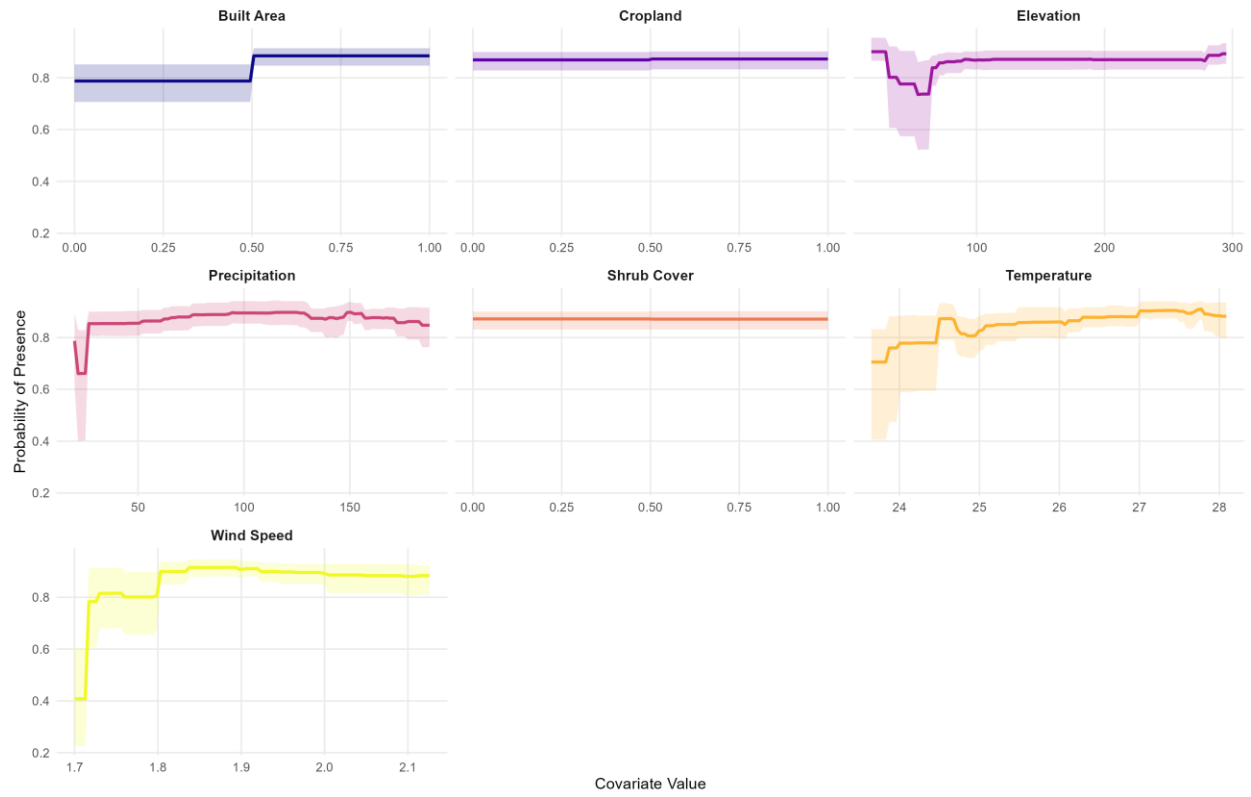 Built Area
Cropland
Elevation
0.8
0.6
0.4
0.2
0.00 0.25 0.50 0.75 1.00
0.00 0.25 0.50 0.75 1.00
100 200 300
Precipitation
Shrub Cover
Temperature
0.8
0.6
0.4
0.2
50 100 150
0.00 0.25 0.50 0.75 1.00
24 25 26 27 28
Probability of Presence
Wind Speed
0.8
0.6
0.4
0.2
1.7 1.8 1.9 2.0 2.1
Covariate Value